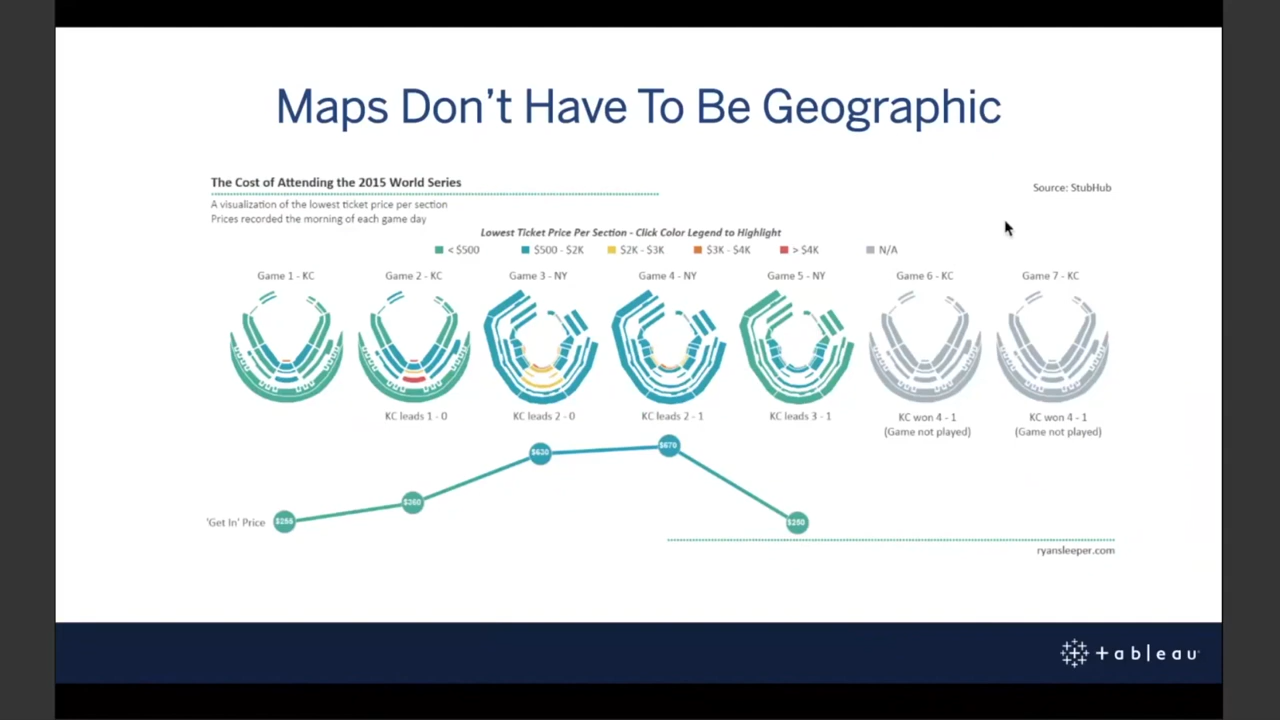 Maps Don't Have To Be Geographic
The Cost of Attending the 2015 World Series
Source: StubHub
A visualization of the lowest ticket price per section
Prices recorded the morning of each game day
Lowest Ticket Price Per Section - Click Color Legend to Highlight
< $500 $500 - $2K $2K - $3K $3K - $4K > $4K N/A
Game 1 - KC Game 2 - KC Game 3 - NY Game 4 - NY Game 5 - NY Game 6 - KC Game 7 - KC
KC leads 1 - 0 KC leads 2 - 0 KC leads 2 - 1 KC leads 3 - 1 KC won 4 - 1 KC won 4 - 1
(Game not played) (Game not played)
$670
'Get In' Price $250
ryansleeper.com
+ableau